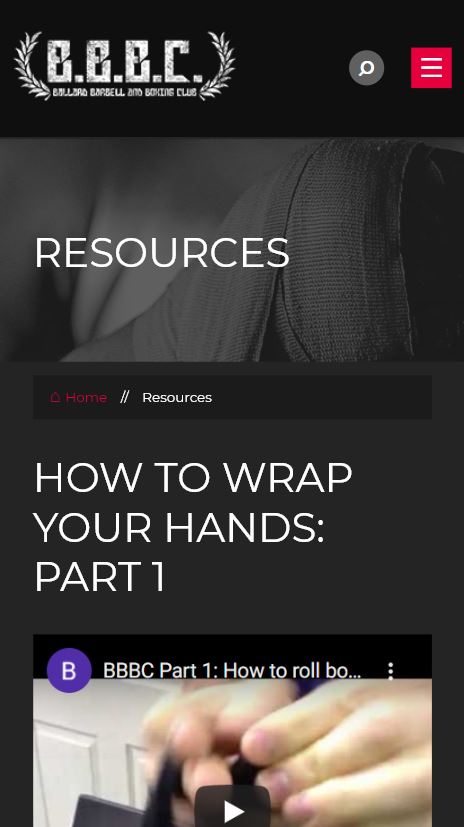 B.B.B.C.
BALLARD BARBELL AND BOXING CLUB
RESOURCES
Home // Resources
HOW TO WRAP
YOUR HANDS:
PART 1
B BBBC Part 1: How to roll bo...